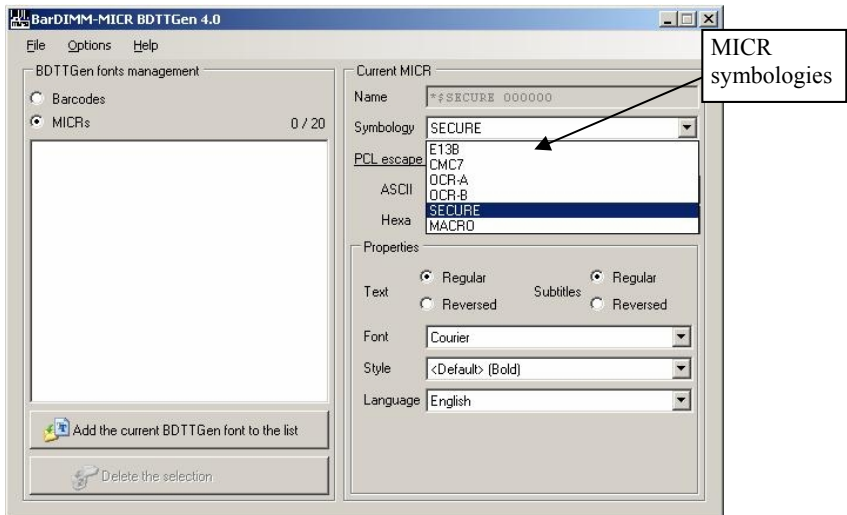 BarDIMM-MICR BDTTGen 4.0
File Options Help
MICR
symbologies
BDTTGen fonts management
Barcodes
MICRs 0 / 20
Add the current BDTTGen font to the list
Delete the selection
Current MICR
Name *$SECURE 000000
Symbology SECURE
E13B
CMC7
OCR-A
OCR-B
SECURE
MACRO
PCL escape
ASCII
Hexa
Properties
Text Regular Subtitles Regular
Reversed Reversed
Font Courier
Style <Default> (Bold)
Language English